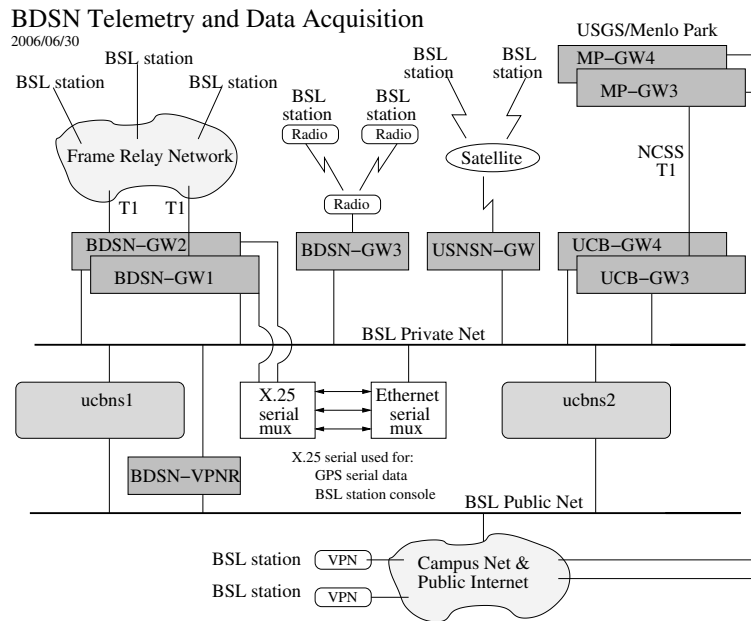 BDSN Telemetry and Data Acquisition
2006/06/30
USGS/Menlo Park
BSL station
BSL station
BSL station
BSL
station
BSL
station
BSL
station
BSL
station
MP−GW4
MP−GW3
Radio
Radio
Frame Relay Network
Satellite
NCSS
T1
T1
T1
Radio
BDSN−GW2
BDSN−GW1
BDSN−GW3
USNSN−GW
UCB−GW4
UCB−GW3
BSL Private Net
ucbns1
X.25
serial
mux
Ethernet
serial
mux
ucbns2
BDSN−VPNR
X.25 serial used for:
GPS serial data
BSL station console
BSL Public Net
BSL station
VPN
Campus Net &
Public Internet
BSL station
VPN